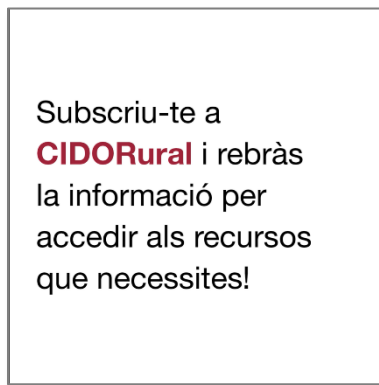 Subscriu-te a
CIDORural i rebràs
la informació per
accedir als recursos
que necessites!